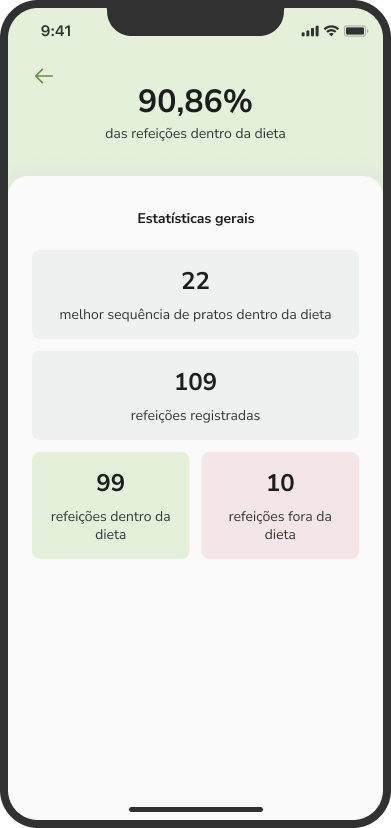 9:41
90,86%
das refeições dentro da dieta
Estatísticas gerais
22
melhor sequência de pratos dentro da dieta
109
refeições registradas
99
refeições dentro da
dieta
10
refeições fora da
dieta